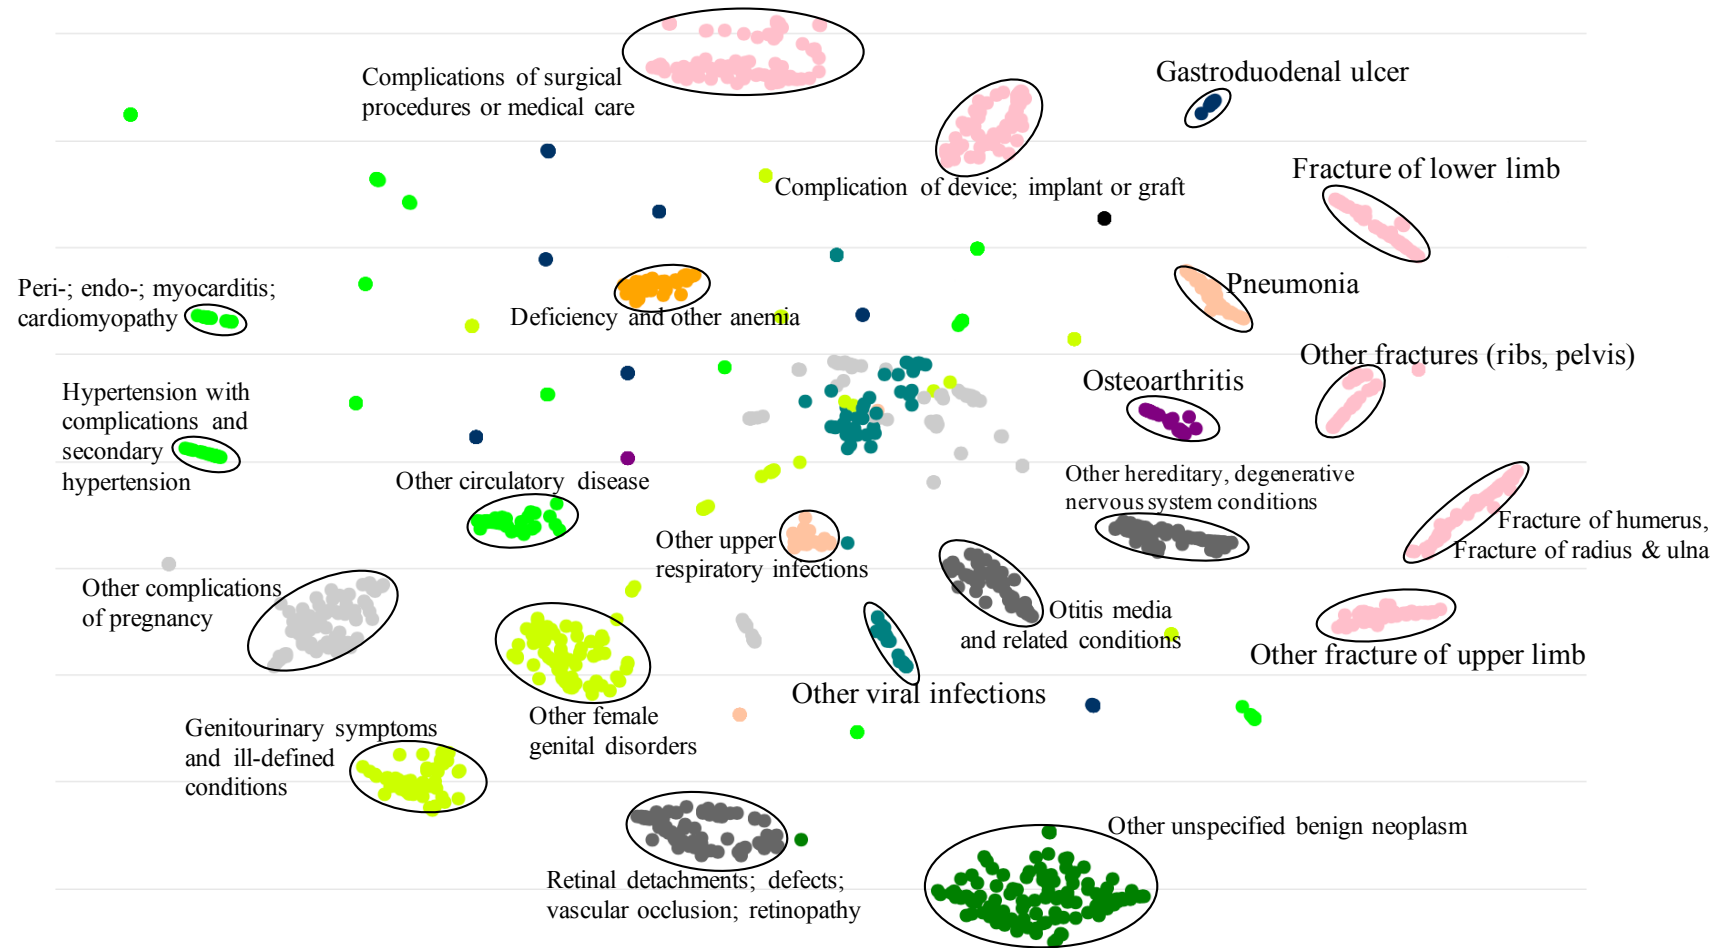 Complications of surgical
procedures or medical care
Gastroduodenal ulcer
Complication of device; implant or graft
Fracture of lower limb
Peri-; endo-; myocarditis;
cardiomyopathy
Deficiency and other anemia
Pneumonia
Other fractures (ribs, pelvis)
Hypertension with
complications and
secondary
hypertension
Osteoarthritis
Other circulatory disease
Other hereditary, degenerative
nervous system conditions
Fracture of humerus,
Fracture of radius & ulna
Other upper
respiratory infections
Other complications
of pregnancy
Otitis media
and related conditions
Other fracture of upper limb
Other viral infections
Other female
genital disorders
Genitourinary symptoms
and ill-defined
conditions
Other unspecified benign neoplasm
Retinal detachments; defects;
vascular occlusion; retinopathy